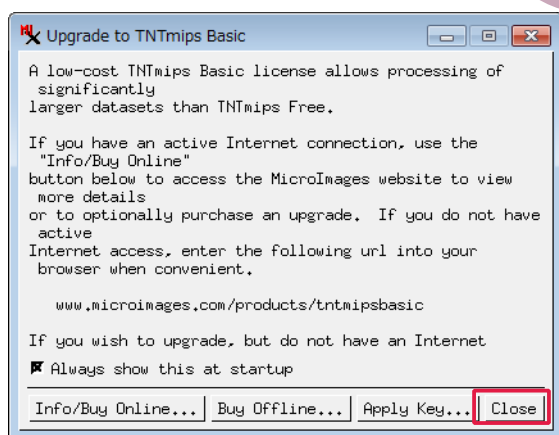 Upgrade to TNTmips Basic
A low-cost TNTmips Basic license allows processing of
significantly
larger datasets than TNTmips Free.
If you have an active Internet connection, use the
"Info/Buy Online"
button below to access the MicroImages website to view
more details
or to optionally purchase an upgrade. If you do not have
active
Internet access, enter the following url into your
browser when convenient.
www.microimages.com/products/tntmipsbasic
If you wish to upgrade, but do not have an Internet
Always show this at startup
Info/Buy Online... Buy Offline... Apply Key... Close